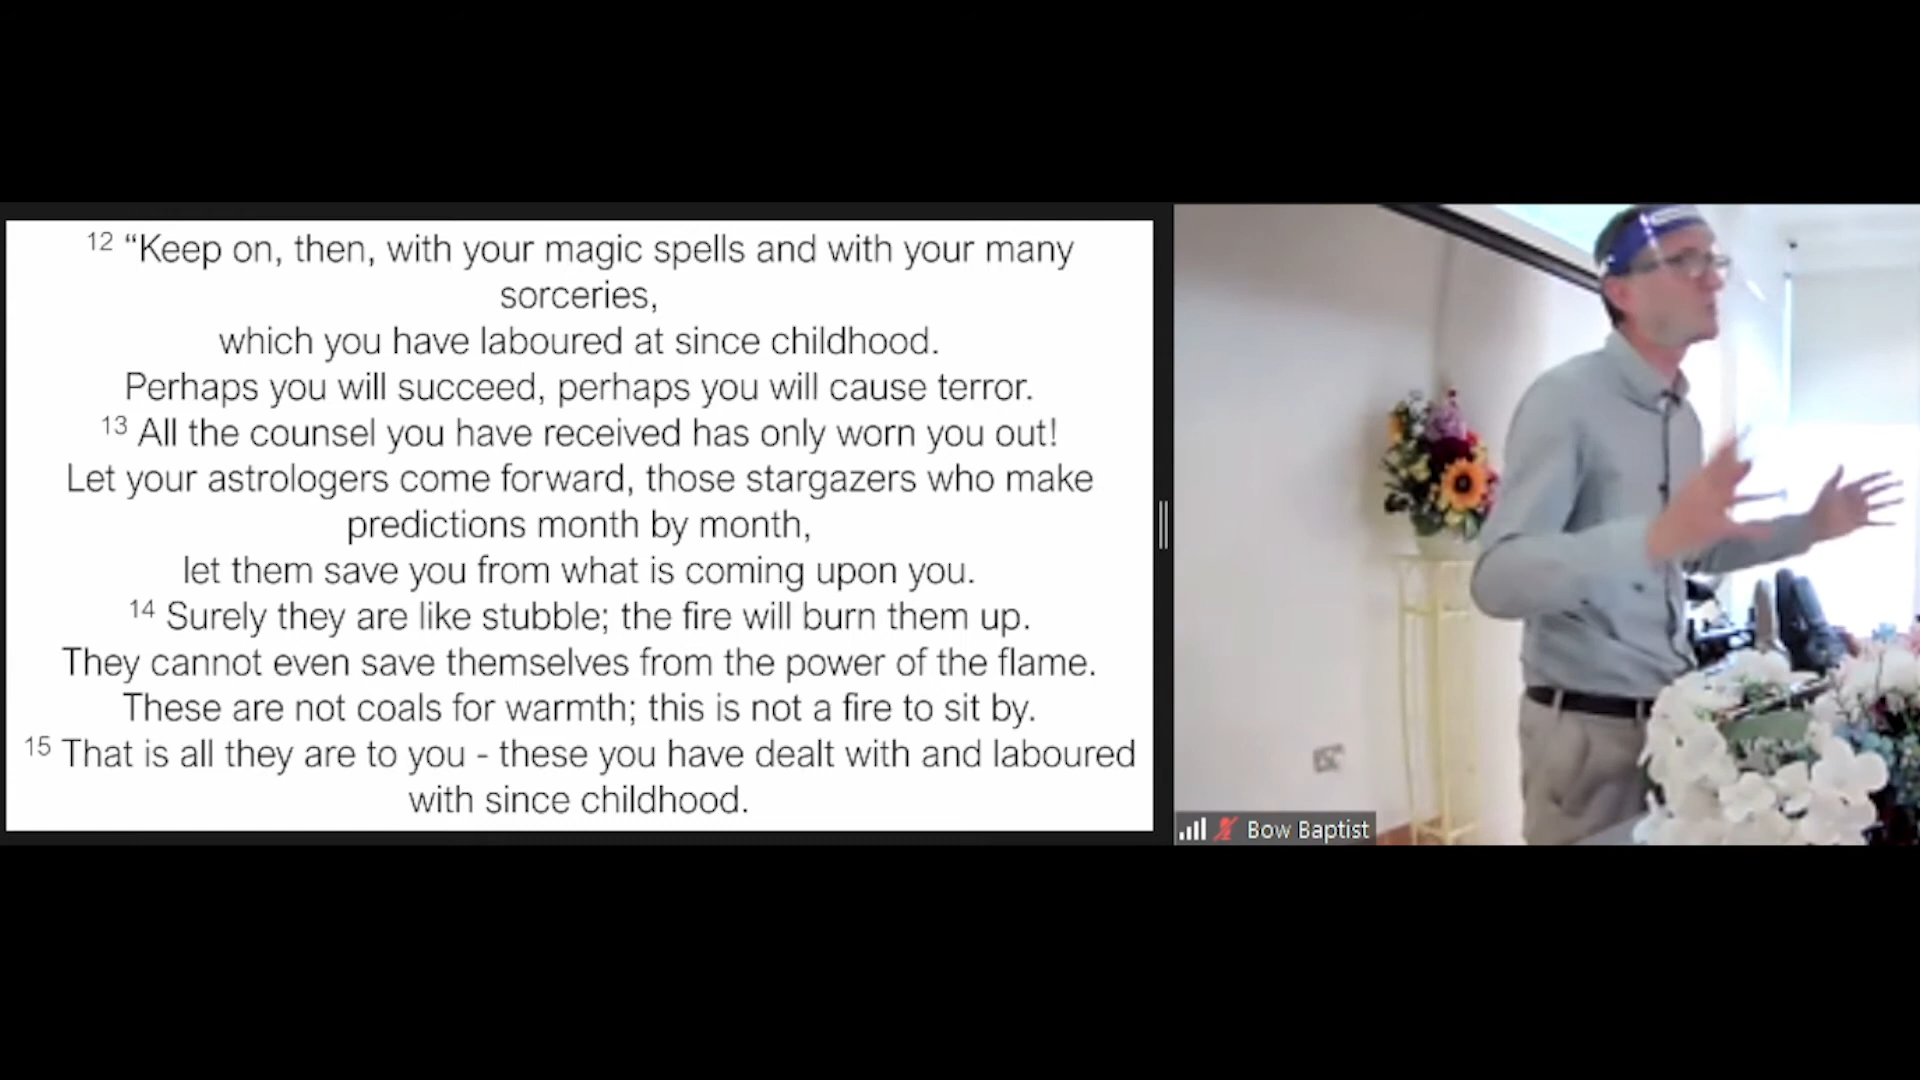 12 “Keep on, then, with your magic spells and with your many
sorceries,
which you have laboured at since childhood.
Perhaps you will succeed, perhaps you will cause terror.
13 All the counsel you have received has only worn you out!
Let your astrologers come forward, those stargazers who make
predictions month by month,
let them save you from what is coming upon you.
14 Surely they are like stubble; the fire will burn them up.
They cannot even save themselves from the power of the flame.
These are not coals for warmth; this is not a fire to sit by.
15 That is all they are to you - these you have dealt with and laboured
with since childhood.
Bow Baptist